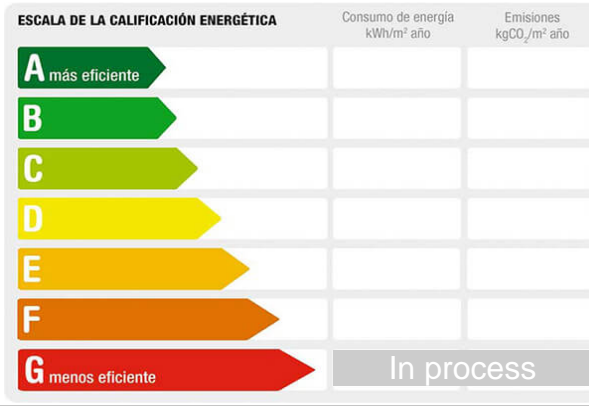 ESCALA DE LA CALIFICACIÓN ENERGÉTICA
Consumo de energía
kWh/m² año
Emisiones
kgCO₂/m² año
A más eficiente
B
C
D
E
F
G menos eficiente
In process